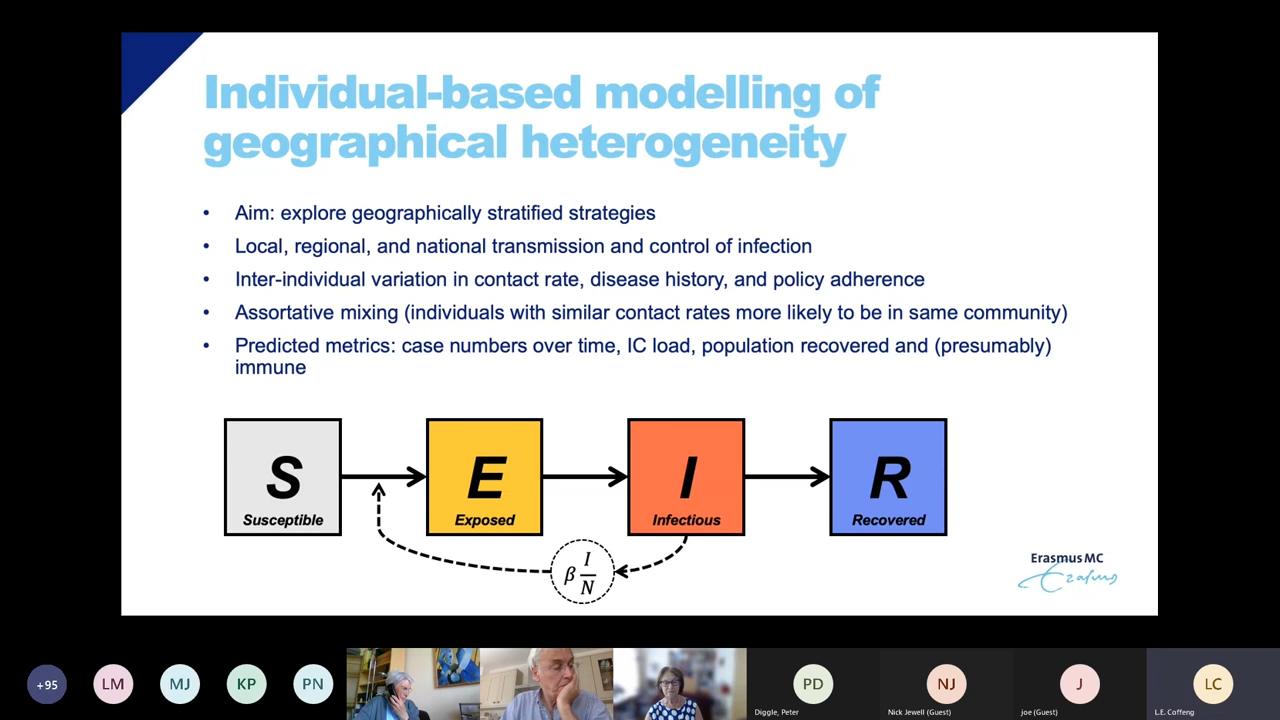 Individual-based modelling of
geographical heterogeneity
• Aim: explore geographically stratified strategies
• Local, regional, and national transmission and control of infection
• Inter-individual variation in contact rate, disease history, and policy adherence
• Assortative mixing (individuals with similar contact rates more likely to be in same community)
• Predicted metrics: case numbers over time, IC load, population recovered and (presumably)
immune
S
Susceptible
E
Exposed
I
Infectious
R
Recovered
β I/N
Erasmus MC
Erasmus
+95
LM
MJ
KP
PN
PD
Diggle, Peter
NJ
Nick Jewell (Guest)
J
joe (Guest)
LC
L.E. Coffeng